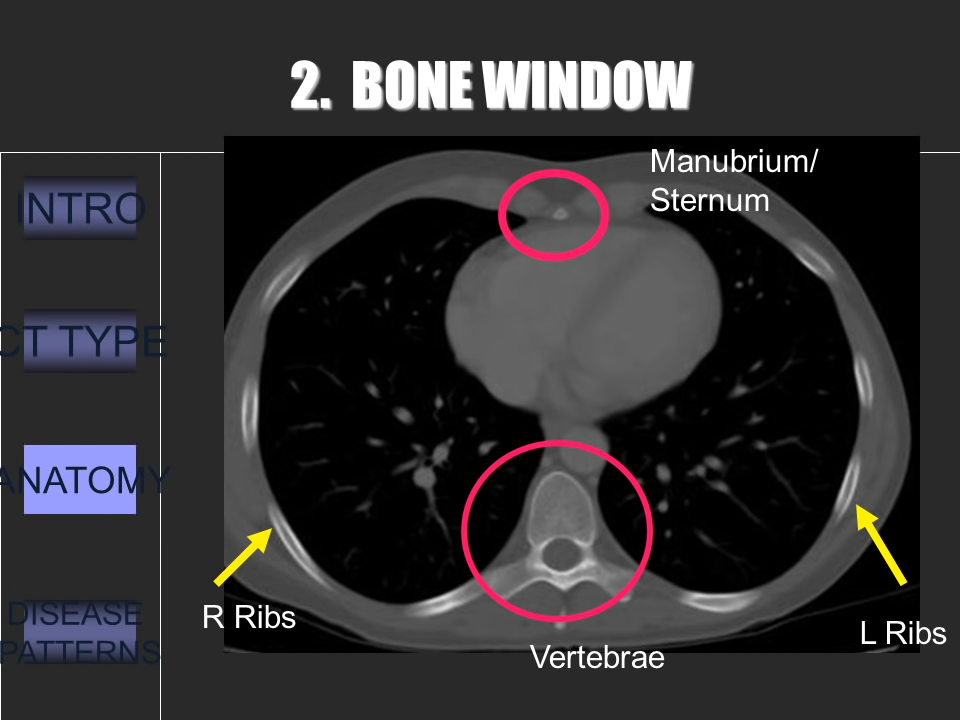 2. BONE WINDOW
Manubrium/
Sternum
INTRO
CT TYPE
ANATOMY
DISEASE
PATTERNS
R Ribs
L Ribs
Vertebrae